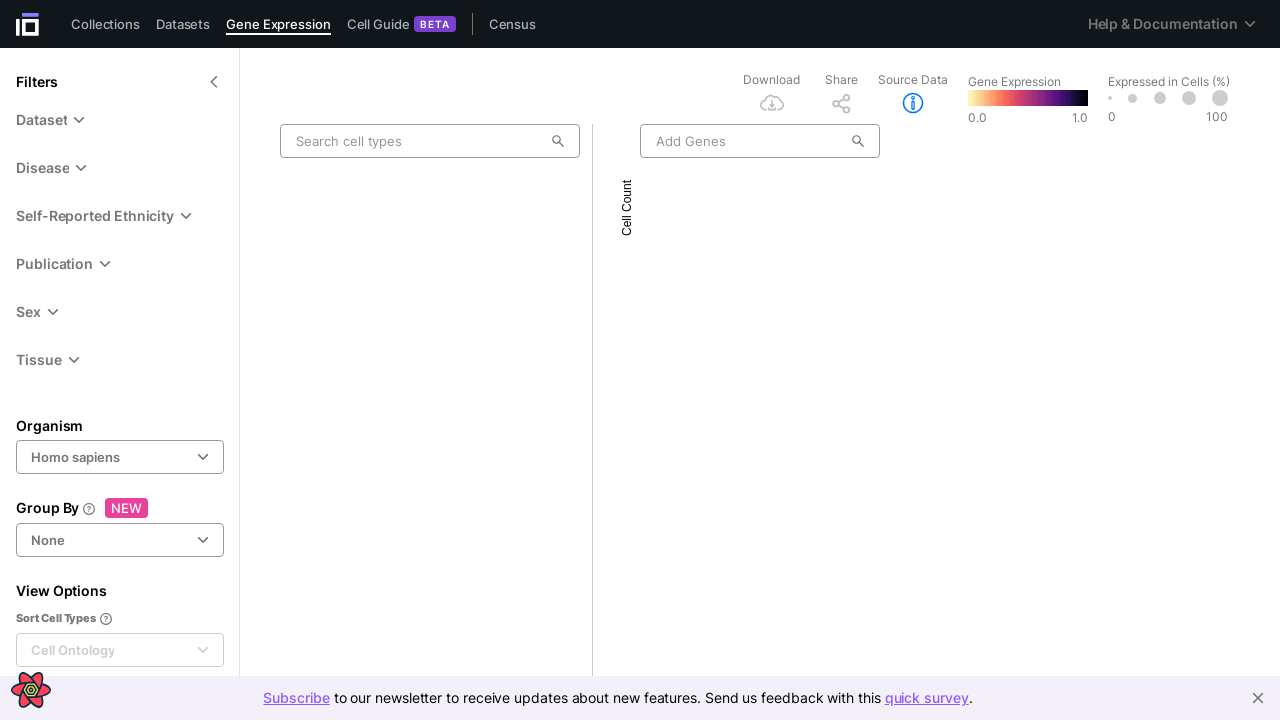 Collections Datasets Gene Expression Cell Guide BETA Census Help & Documentation
Filters
Dataset
Disease
Self-Reported Ethnicity
Publication
Sex
Tissue
Organism
Homo sapiens
Group By NEW
None
View Options
Sort Cell Types
Cell Ontology
Download Share Source Data
Gene Expression
0.0 1.0
Expressed in Cells (%)
0 100
Search cell types
Add Genes
Cell Count
Subscribe to our newsletter to receive updates about new features. Send us feedback with this quick survey.